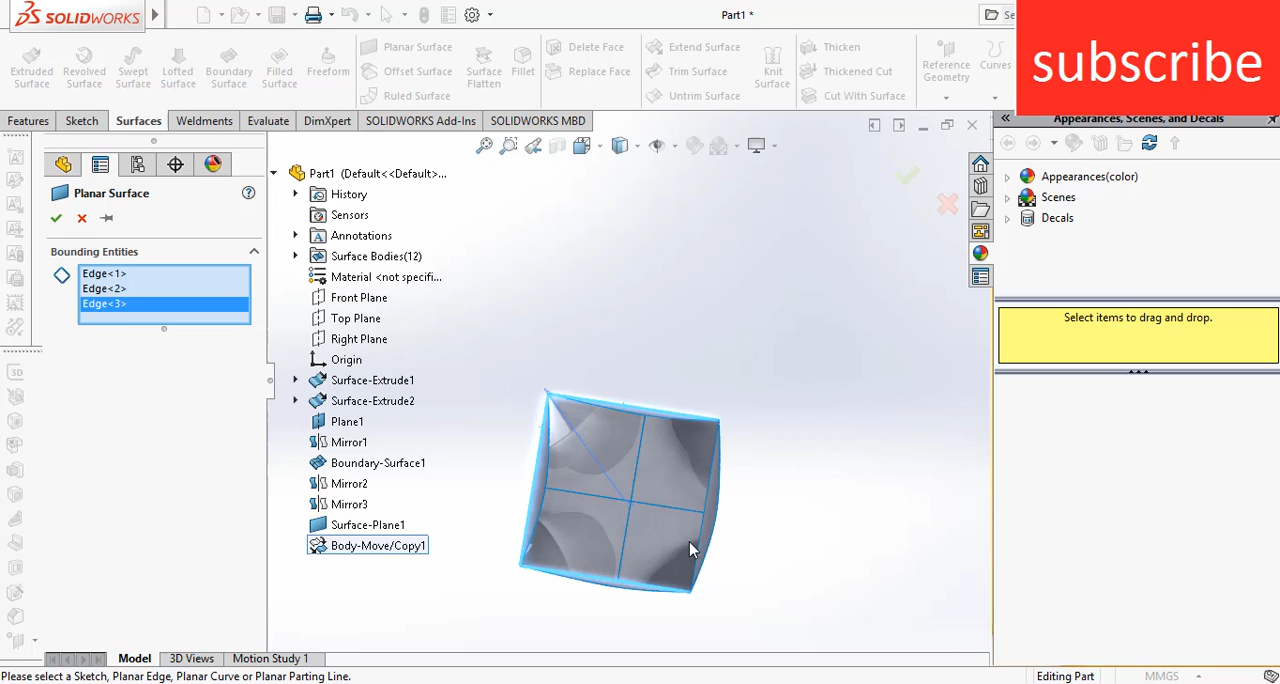 SOLIDWORKS
Part1 *
Se
subscribe
Extruded Surface
Revolved Surface
Swept Surface
Lofted Surface
Boundary Surface
Filled Surface
Freeform
Planar Surface
Offset Surface
Ruled Surface
Surface Flatten
Fillet
Delete Face
Replace Face
Extend Surface
Trim Surface
Untrim Surface
Knit Surface
Thicken
Thickened Cut
Cut With Surface
Reference Geometry
Curves
Features
Sketch
Surfaces
Weldments
Evaluate
DimXpert
SOLIDWORKS Add-Ins
SOLIDWORKS MBD
Appearances, Scenes, and Decals
Planar Surface
Bounding Entities
Edge<1>
Edge<2>
Edge<3>
Part1 (Default<<Default>...
History
Sensors
Annotations
Surface Bodies(12)
Material <not specifi...
Front Plane
Top Plane
Right Plane
Origin
Surface-Extrude1
Surface-Extrude2
Plane1
Mirror1
Boundary-Surface1
Mirror2
Mirror3
Surface-Plane1
Body-Move/Copy1
Appearances(color)
Scenes
Decals
Select items to drag and drop.
Model
3D Views
Motion Study 1
Please select a Sketch, Planar Edge, Planar Curve or Planar Parting Line.
Editing Part
MMGS